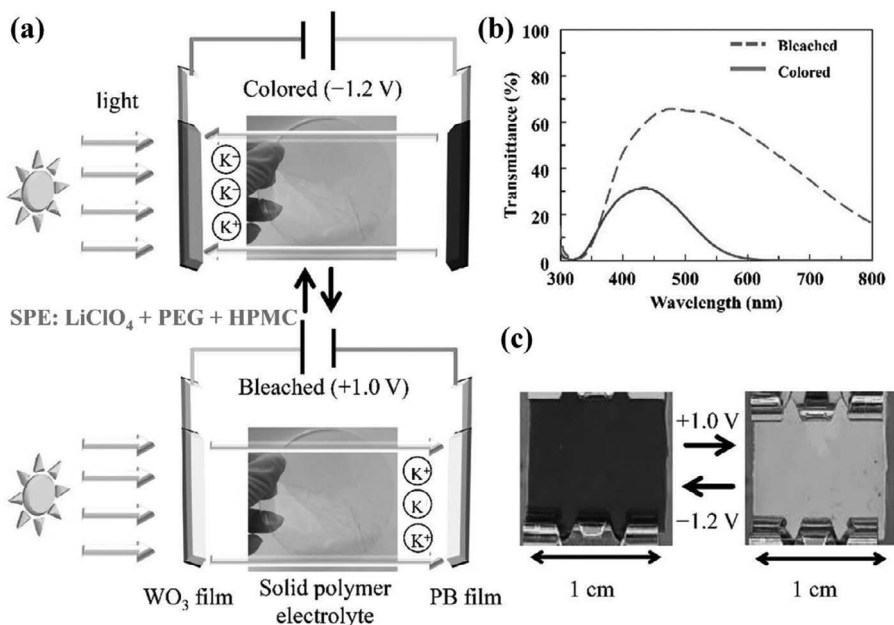 (a)
Colored (−1.2 V)
light
K⁻
K⁻
K⁺
SPE: LiClO₄ + PEG + HPMC
Bleached (+1.0 V)
K⁺
K
K⁺
WO₃ film
Solid polymer
electrolyte
PB film
(b)
Bleached
Colored
Transmittance (%)
100
80
60
40
20
0
300
400
500
600
700
800
Wavelength (nm)
(c)
+1.0 V
−1.2 V
1 cm
1 cm